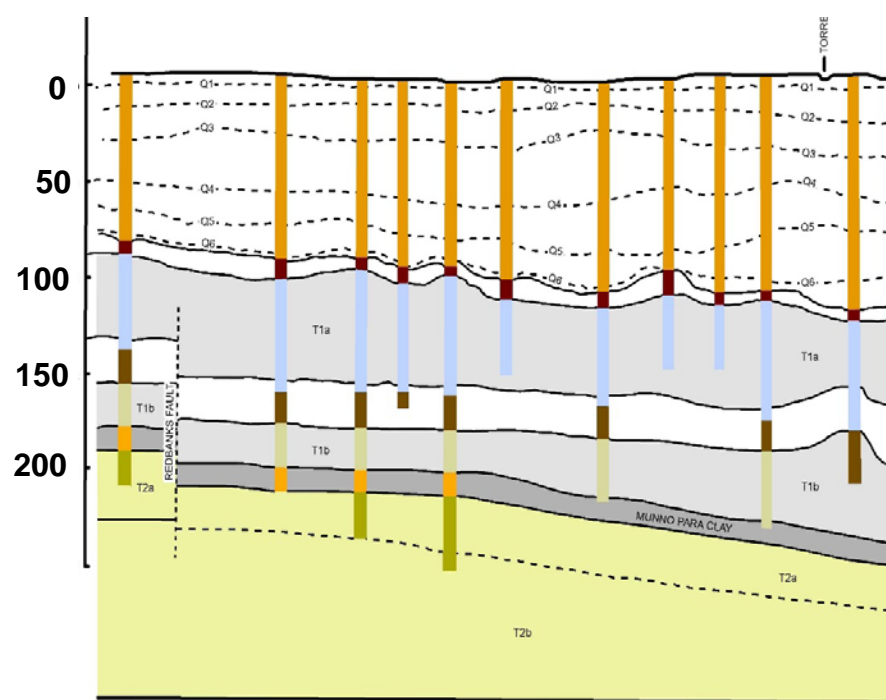 TORRE
0
Q1
Q1
Q1
Q2
Q2
Q2
Q3
Q3
Q3
50
Q4
Q4
Q4
Q5
Q5
Q5
Q6
Q6
Q6
100
T1a
T1a
150
T1b
REDBANKS FAULT
T1b
T1b
200
T2a
MUNNO PARA CLAY
T2a
T2b